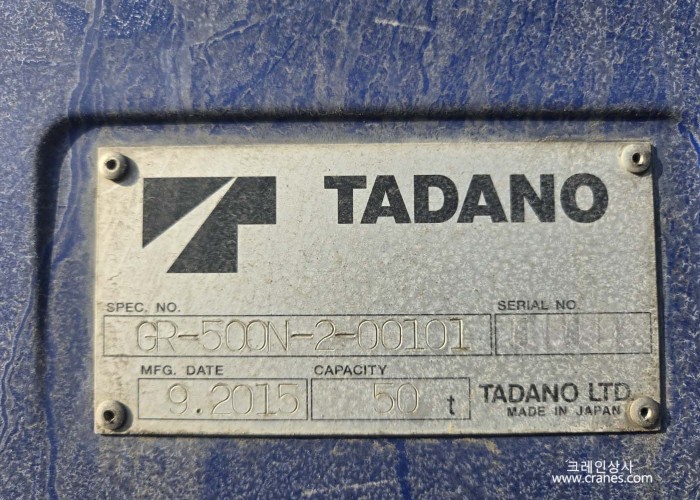 TADANO
SPEC. NO.
SERIAL NO.
GR-500N-2-00101
MFG. DATE
CAPACITY
9.2015
50 t
TADANO LTD
MADE IN JAPAN
크레인상사
www.cranes.com